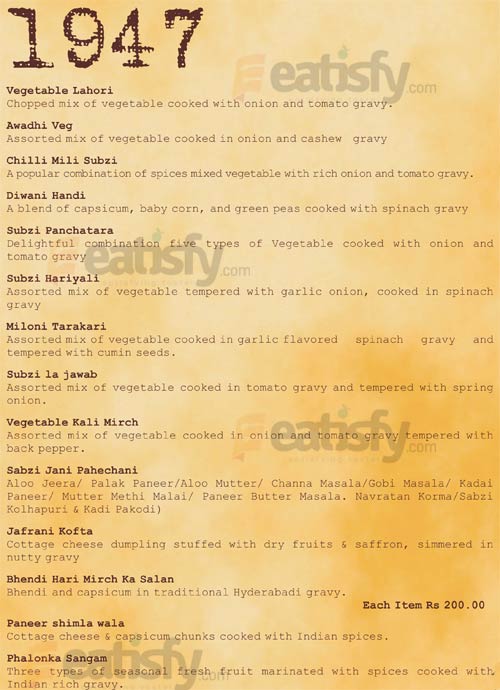 1947
eatisfy.com
Vegetable Lahori
Chopped mix of vegetable cooked with onion and tomato gravy.
Awadhi Veg
Assorted mix of vegetable cooked in onion and cashew gravy
Chilli Mili Subzi
A popular combination of spices mixed vegetable with rich onion and tomato gravy.
Diwani Handi
A blend of capsicum, baby corn, and green peas cooked with spinach gravy
Subzi Panchatara
Delightful combination five types of Vegetable cooked with onion and
tomato gravy
eatisfy.com
Subzi Hariyali
Assorted mix of vegetable tempered with garlic onion, cooked in spinach
gravy
Miloni Tarakari
Assorted mix of vegetable cooked in garlic flavored spinach gravy and
tempered with cumin seeds.
Subzi la jawab
Assorted mix of vegetable cooked in tomato gravy and tempered with spring
onion.
Vegetable Kali Mirch
eatisfy.com
Assorted mix of vegetable cooked in onion and tomato gravy tempered with
back pepper.
Sabzi Jani Pahechani
Aloo Jeera/ Palak Paneer/Aloo Mutter/ Channa Masala/Gobi Masala/ Kadai
Paneer/ Mutter Methi Malai/ Paneer Butter Masala. Navratan Korma/Sabzi
Kolhapuri & Kadi Pakodi)
Jafrani Kofta
Cottage cheese dumpling stuffed with dry fruits & saffron, simmered in
nutty gravy
Bhendi Hari Mirch Ka Salan
Bhendi and capsicum in traditional Hyderabadi gravy.
Each Item Rs 200.00
Paneer shimla wala
Cottage cheese & capsicum chunks cooked with Indian spices.
Phalonka Sangam
eatisfy.com
Three types of seasonal fresh fruit marinated with spices cooked with
Indian rich gravy.